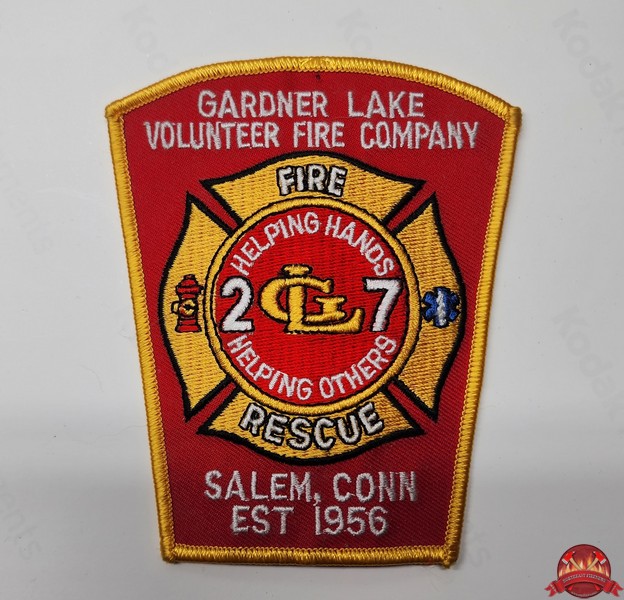 GARDNER LAKE
VOLUNTEER FIRE COMPANY
FIRE
HELPING HANDS
2 GL 7
HELPING OTHERS
RESCUE
SALEM, CONN
EST 1956